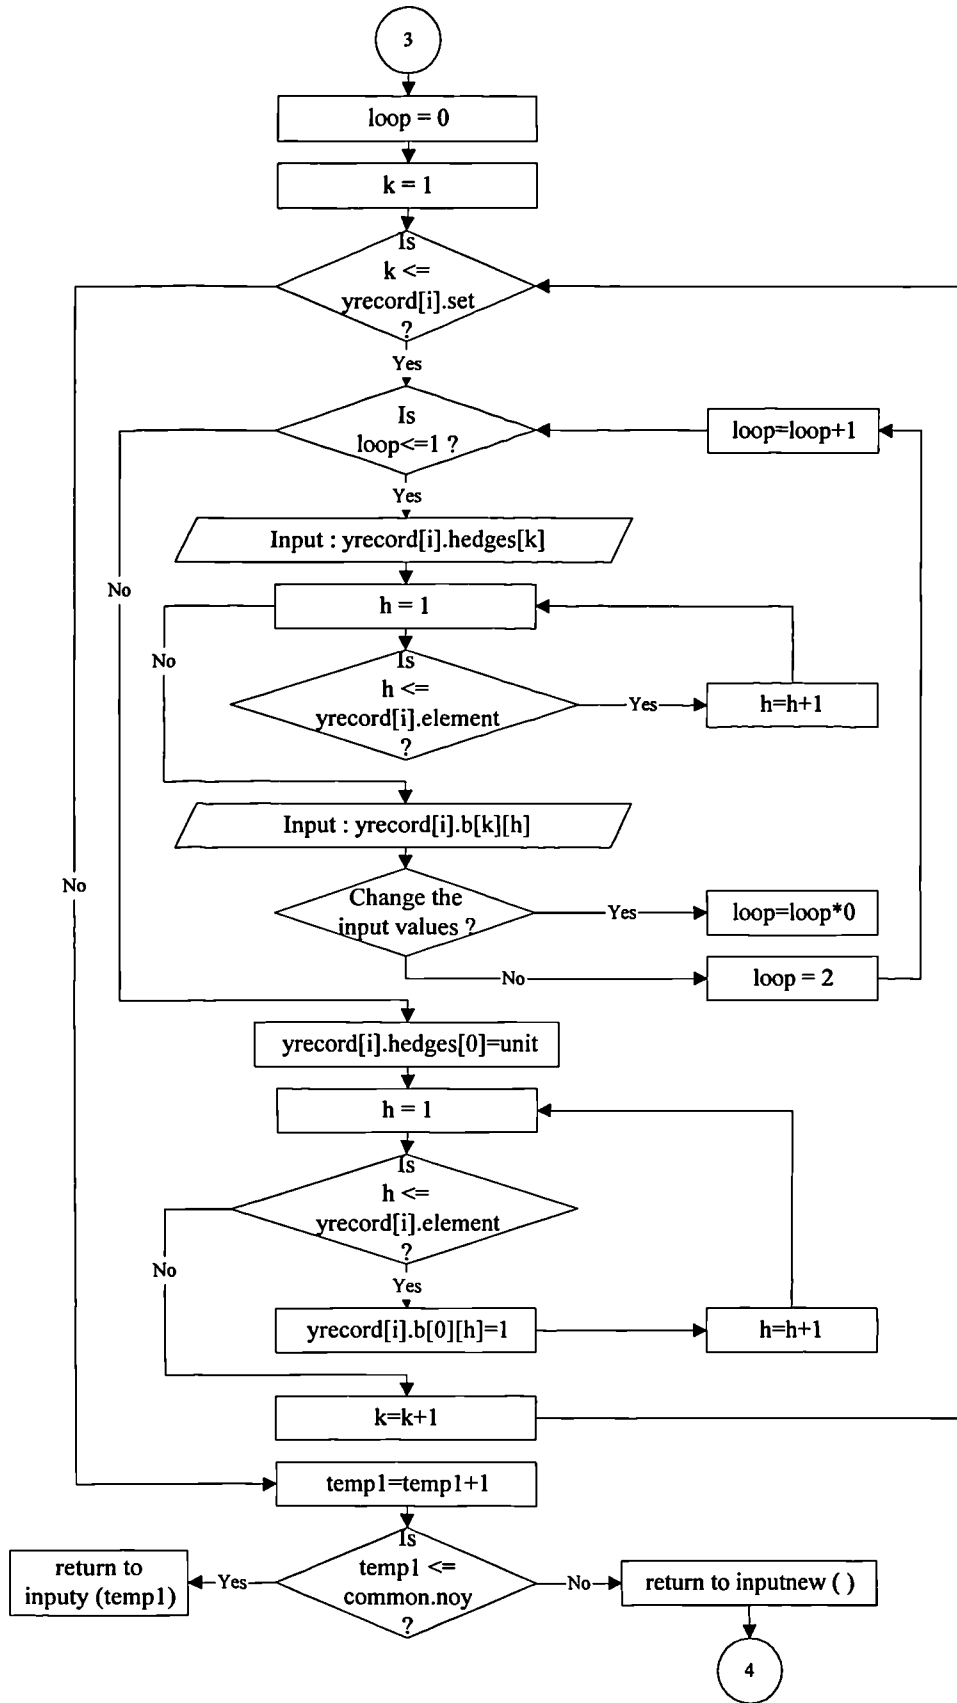 3
loop = 0
k = 1
Is
k <=
yrecord[i].set
?
Yes
Is
loop<=1 ?
loop=loop+1
Yes
Input : yrecord[i].hedges[k]
No
h = 1
No
Is
h <=
yrecord[i].element
?
Yes
h=h+1
Input : yrecord[i].b[k][h]
No
Change the
input values ?
Yes
loop=loop*0
No
loop = 2
yrecord[i].hedges[0]=unit
h = 1
Is
h <=
yrecord[i].element
?
No
Yes
yrecord[i].b[0][h]=1
h=h+1
k=k+1
temp1=temp1+1
Is
temp1 <=
common.noy
?
Yes
return to
inputy (temp1)
No
return to inputnew ( )
4